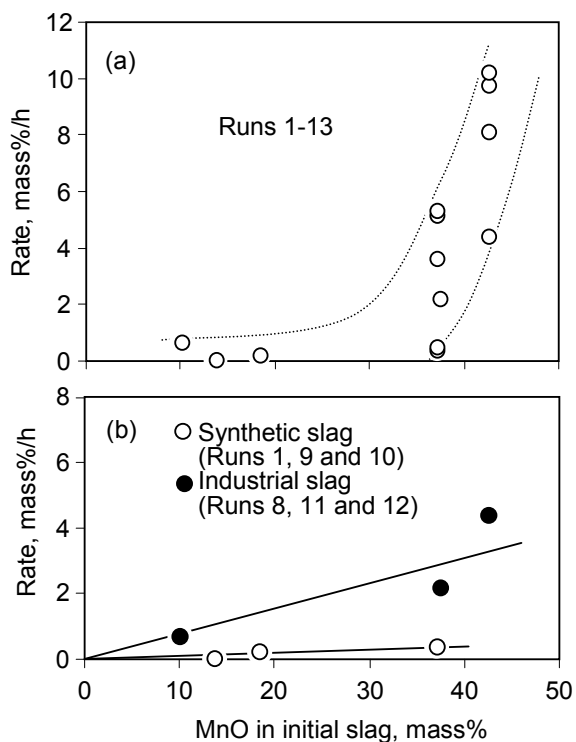 12
(a)
10
Runs 1-13
8
6
4
2
0
Rate, mass%/h
8
(b)
Synthetic slag
(Runs 1, 9 and 10)
Industrial slag
(Runs 8, 11 and 12)
6
4
2
0
Rate, mass%/h
0 10 20 30 40 50
MnO in initial slag, mass%